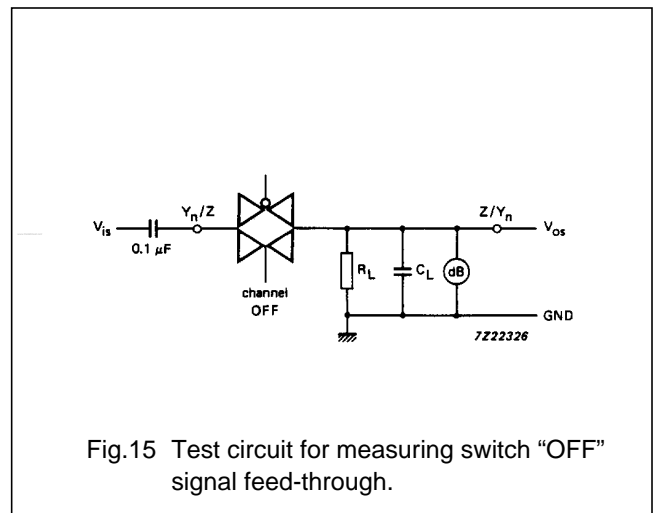 V_is
0.1 μF
Y_n/Z
channel
OFF
R_L
C_L
dB
Z/Y_n
V_os
GND
7Z22326
Fig.15 Test circuit for measuring switch “OFF”
signal feed-through.